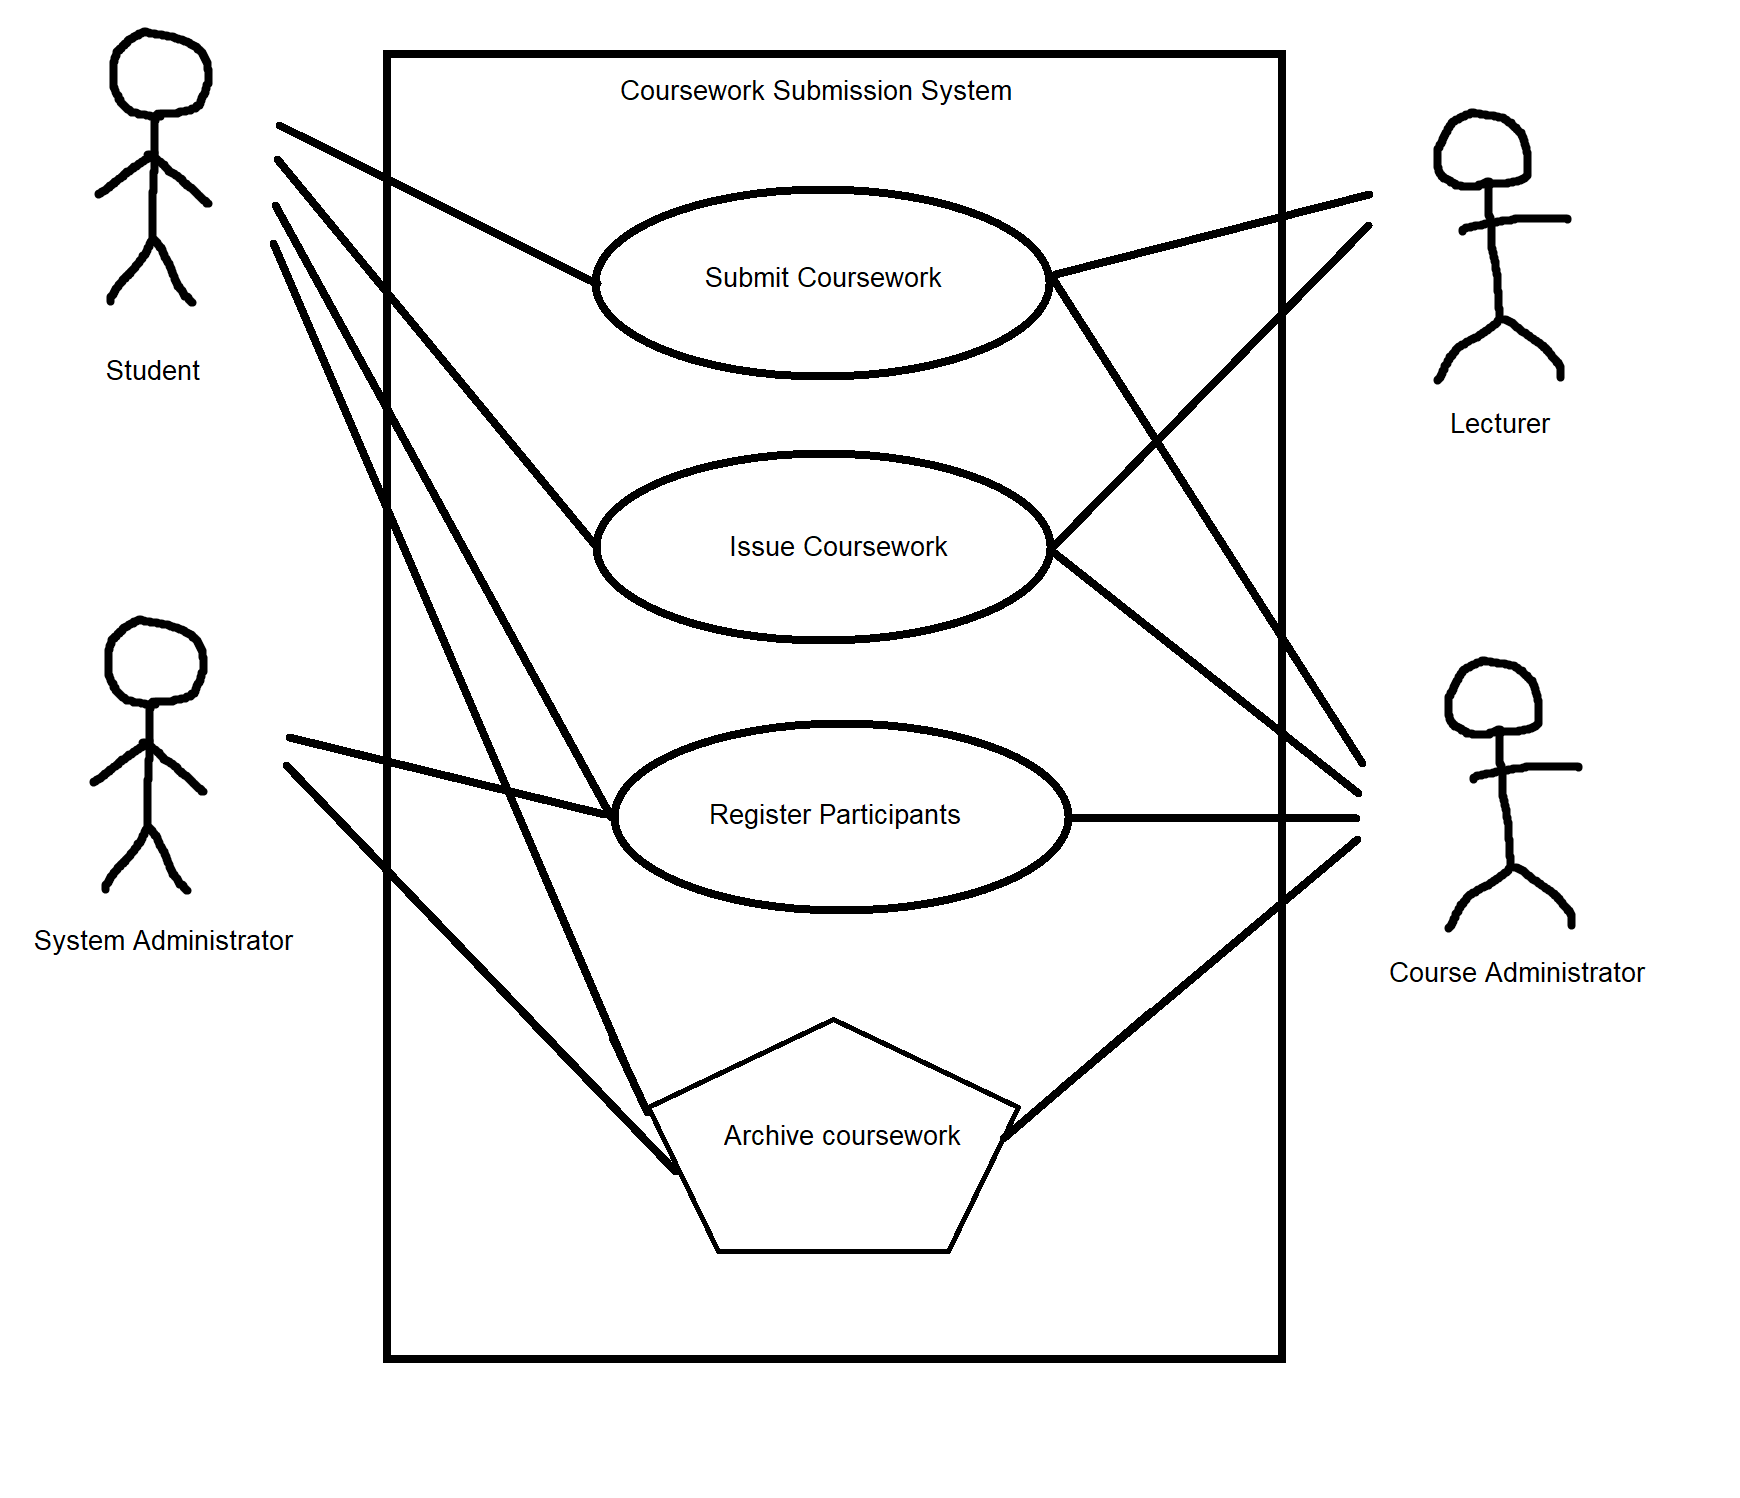 Coursework Submission System
Submit Coursework
Student
Lecturer
Issue Coursework
Register Participants
System Administrator
Course Administrator
Archive coursework